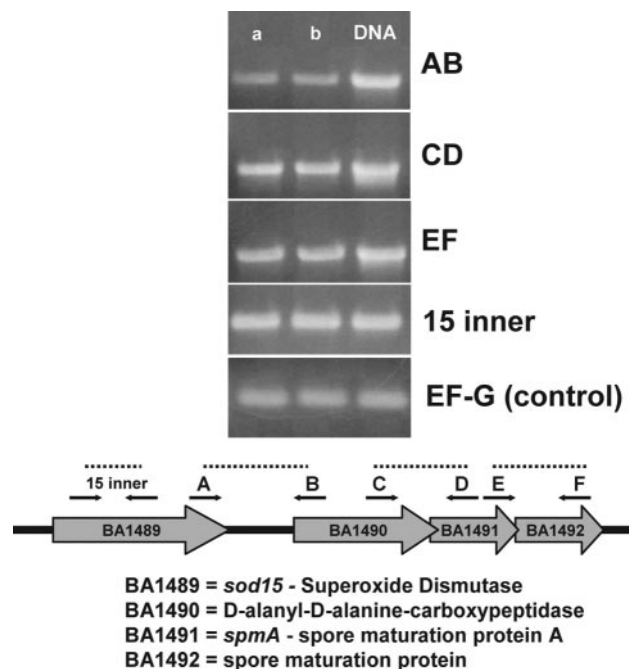 a b DNA
AB
CD
EF
15 inner
EF-G (control)
15 inner A B C D E F
BA1489 BA1490 BA1491 BA1492
BA1489 = sod15 - Superoxide Dismutase
BA1490 = D-alanyl-D-alanine-carboxypeptidase
BA1491 = spmA - spore maturation protein A
BA1492 = spore maturation protein